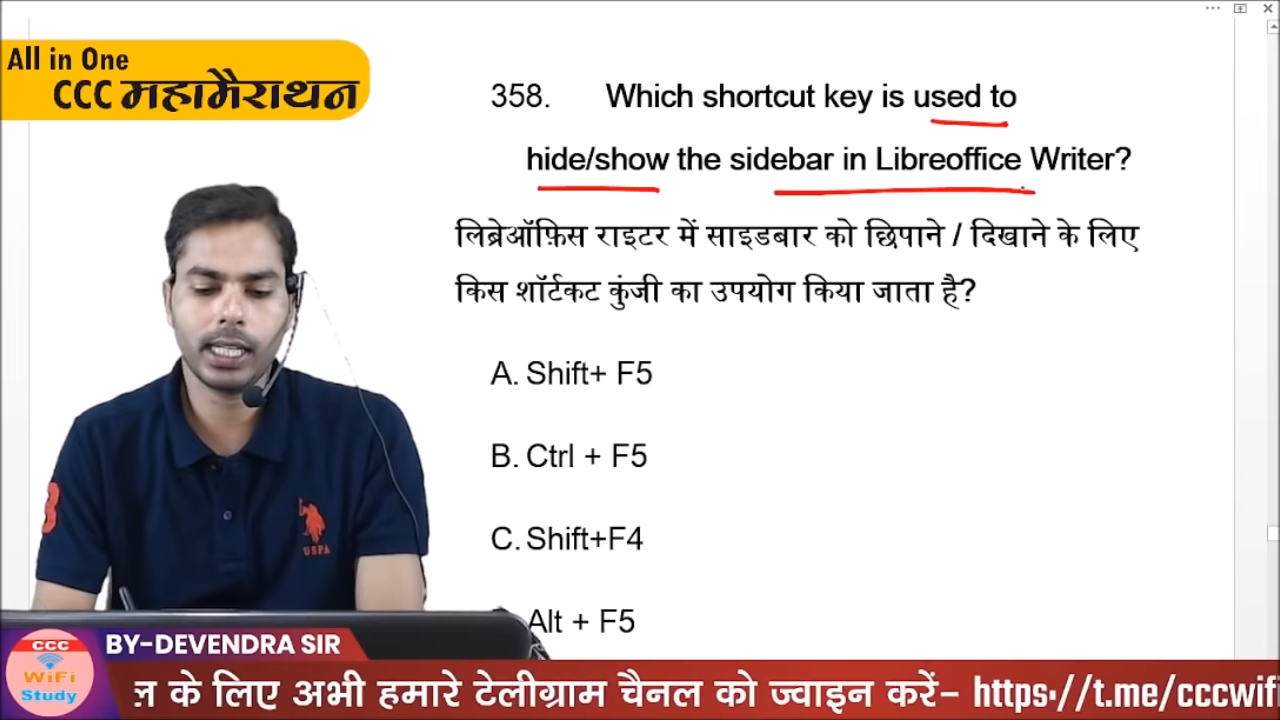 All in One
CCC महामैराथन
358. Which shortcut key is used to
hide/show the sidebar in Libreoffice Writer?
लिब्रेऑफ़िस राइटर में साइडबार को छिपाने / दिखाने के लिए
किस शॉर्टकट कुंजी का उपयोग किया जाता है?
A. Shift+ F5
B. Ctrl + F5
C. Shift+F4
Alt + F5
3
USPA
CCC
WiFi
Study
BY-DEVENDRA SIR
ल के लिए अभी हमारे टेलीग्राम चैनल को ज्वाइन करें– https://t.me/cccwifi